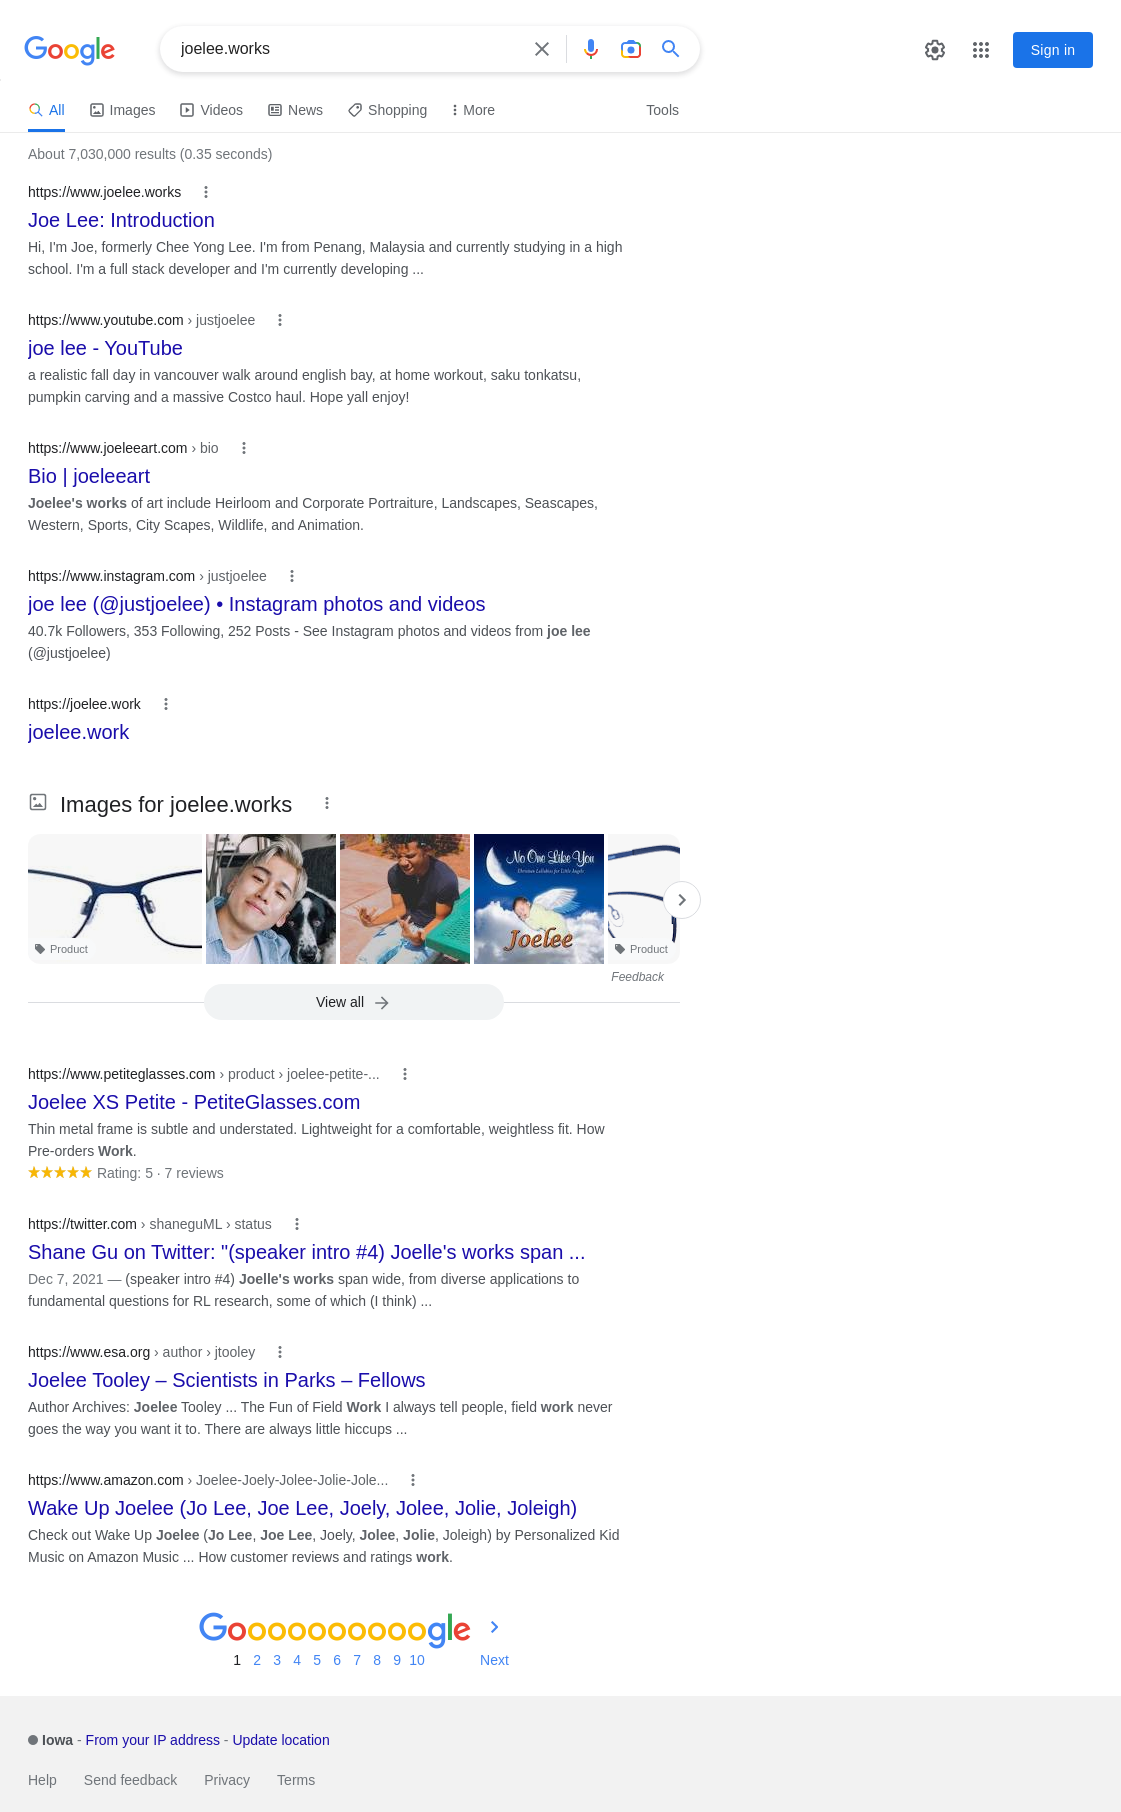 Google
joelee.works
Sign in
All
Images
Videos
News
Shopping
More
Tools
About 7,030,000 results (0.35 seconds)
https://www.joelee.works
Joe Lee: Introduction
Hi, I'm Joe, formerly Chee Yong Lee. I'm from Penang, Malaysia and currently studying in a high
school. I'm a full stack developer and I'm currently developing ...
https://www.youtube.com › justjoelee
joe lee - YouTube
a realistic fall day in vancouver walk around english bay, at home workout, saku tonkatsu,
pumpkin carving and a massive Costco haul. Hope yall enjoy!
https://www.joeleeart.com › bio
Bio | joeleeart
Joelee's works of art include Heirloom and Corporate Portraiture, Landscapes, Seascapes,
Western, Sports, City Scapes, Wildlife, and Animation.
https://www.instagram.com › justjoelee
joe lee (@justjoelee) • Instagram photos and videos
40.7k Followers, 353 Following, 252 Posts - See Instagram photos and videos from joe lee
(@justjoelee)
https://joelee.work
joelee.work
Images for joelee.works
No One Like You
Christian Lullabies for Little Angels
Joelee
Product
Product
Feedback
View all
https://www.petiteglasses.com › product › joelee-petite-...
Joelee XS Petite - PetiteGlasses.com
Thin metal frame is subtle and understated. Lightweight for a comfortable, weightless fit. How
Pre-orders Work.
Rating: 5 · 7 reviews
https://twitter.com › shaneguML › status
Shane Gu on Twitter: "(speaker intro #4) Joelle's works span ...
Dec 7, 2021 — (speaker intro #4) Joelle's works span wide, from diverse applications to
fundamental questions for RL research, some of which (I think) ...
https://www.esa.org › author › jtooley
Joelee Tooley – Scientists in Parks – Fellows
Author Archives: Joelee Tooley ... The Fun of Field Work I always tell people, field work never
goes the way you want it to. There are always little hiccups ...
https://www.amazon.com › Joelee-Joely-Jolee-Jolie-Jole...
Wake Up Joelee (Jo Lee, Joe Lee, Joely, Jolee, Jolie, Joleigh)
Check out Wake Up Joelee (Jo Lee, Joe Lee, Joely, Jolee, Jolie, Joleigh) by Personalized Kid
Music on Amazon Music ... How customer reviews and ratings work.
Goooooooooogle
1 2 3 4 5 6 7 8 9 10 Next
Iowa - From your IP address - Update location
Help Send feedback Privacy Terms